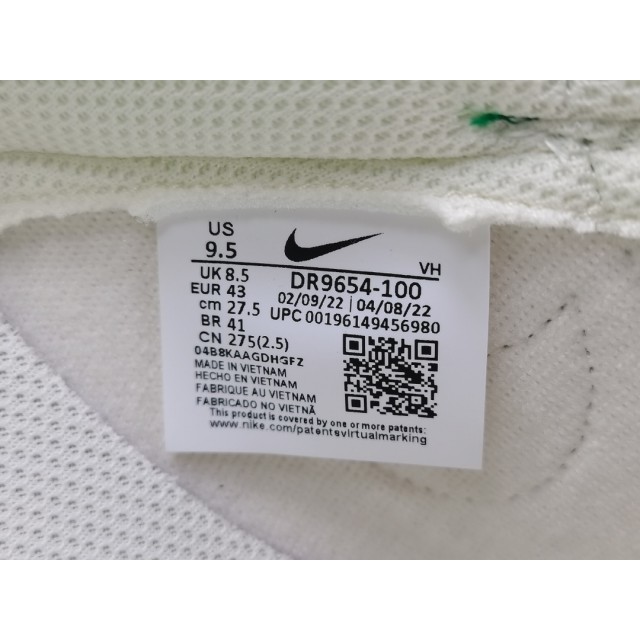 US
9.5
VH
UK 8.5
EUR 43
cm 27.5
BR 41
CN 275(2.5)
DR9654-100
02/09/22 | 04/08/22
UPC 00196149456980
04B8KAAGDHGFZ
MADE IN VIETNAM
HECHO EN VIETNAM
FABRIQUE AU VIETNAM
FABRICADO NO VIETNÃ
This product is covered by one or more patents:
www.nike.com/patentsvirtualmarking